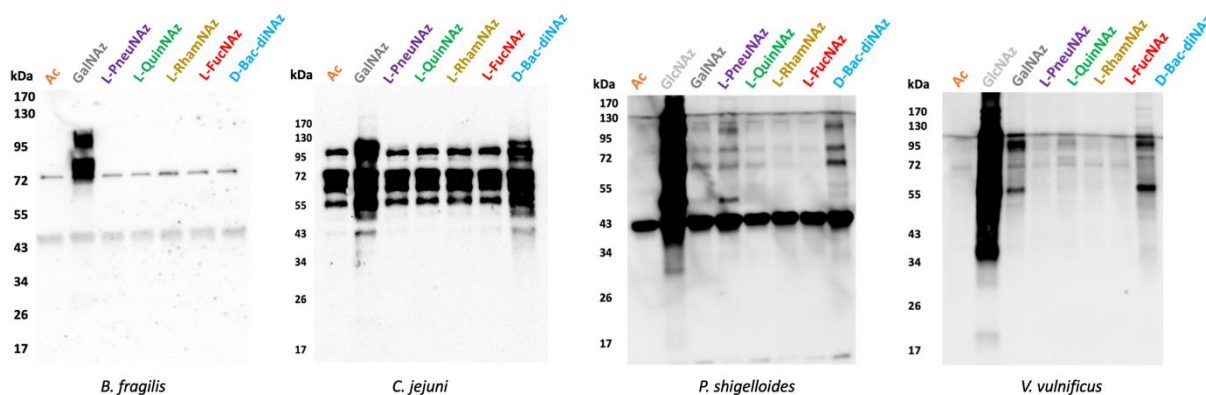 kDa
Ac
GalNAz
L-PneuNAz
L-QuinNAz
L-RhamNAz
L-FucNAz
D-Bac-diNAz
170
130
95
72
55
43
34
26
17
B. fragilis
kDa
Ac
GalNAz
L-PneuNAz
L-QuinNAz
L-RhamNAz
L-FucNAz
D-Bac-diNAz
170
130
95
72
55
43
34
26
17
C. jejuni
kDa
Ac
GlcNAz
GalNAz
L-PneuNAz
L-QuinNAz
L-RhamNAz
L-FucNAz
D-Bac-diNAz
170
130
95
72
55
43
34
26
17
P. shigelloides
kDa
Ac
GlcNAz
GalNAz
L-PneuNAz
L-QuinNAz
L-RhamNAz
L-FucNAz
D-Bac-diNAz
170
130
95
72
55
43
34
26
17
V. vulnificus